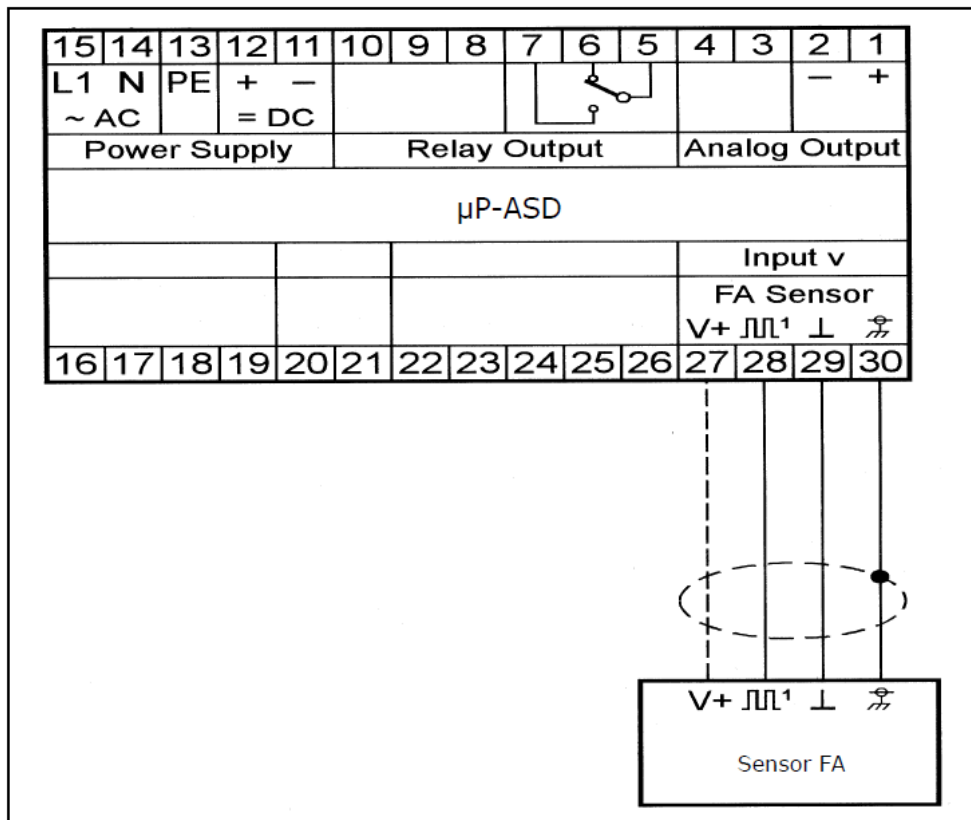 15 14 13 12 11 10 9 8 7 6 5 4 3 2 1
L1 N PE + − − +
~ AC = DC
Power Supply Relay Output Analog Output
µP-ASD
Input v
FA Sensor
V+ ¹ ⊥
16 17 18 19 20 21 22 23 24 25 26 27 28 29 30
V+ ¹ ⊥
Sensor FA